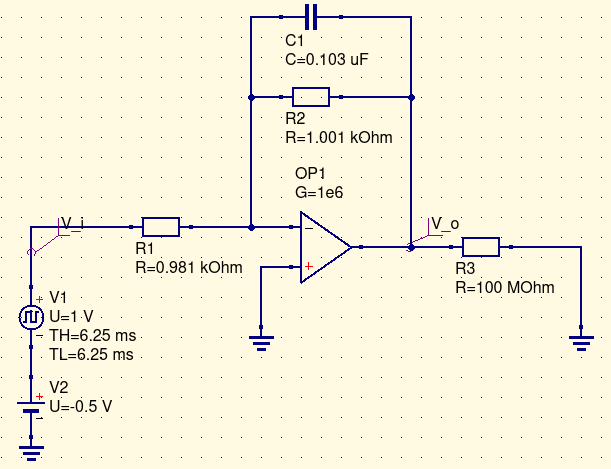 C1
C=0.103 uF
R2
R=1.001 kOhm
OP1
G=1e6
V_i
V_o
R1
R=0.981 kOhm
R3
R=100 MOhm
V1
U=1 V
TH=6.25 ms
TL=6.25 ms
V2
U=-0.5 V